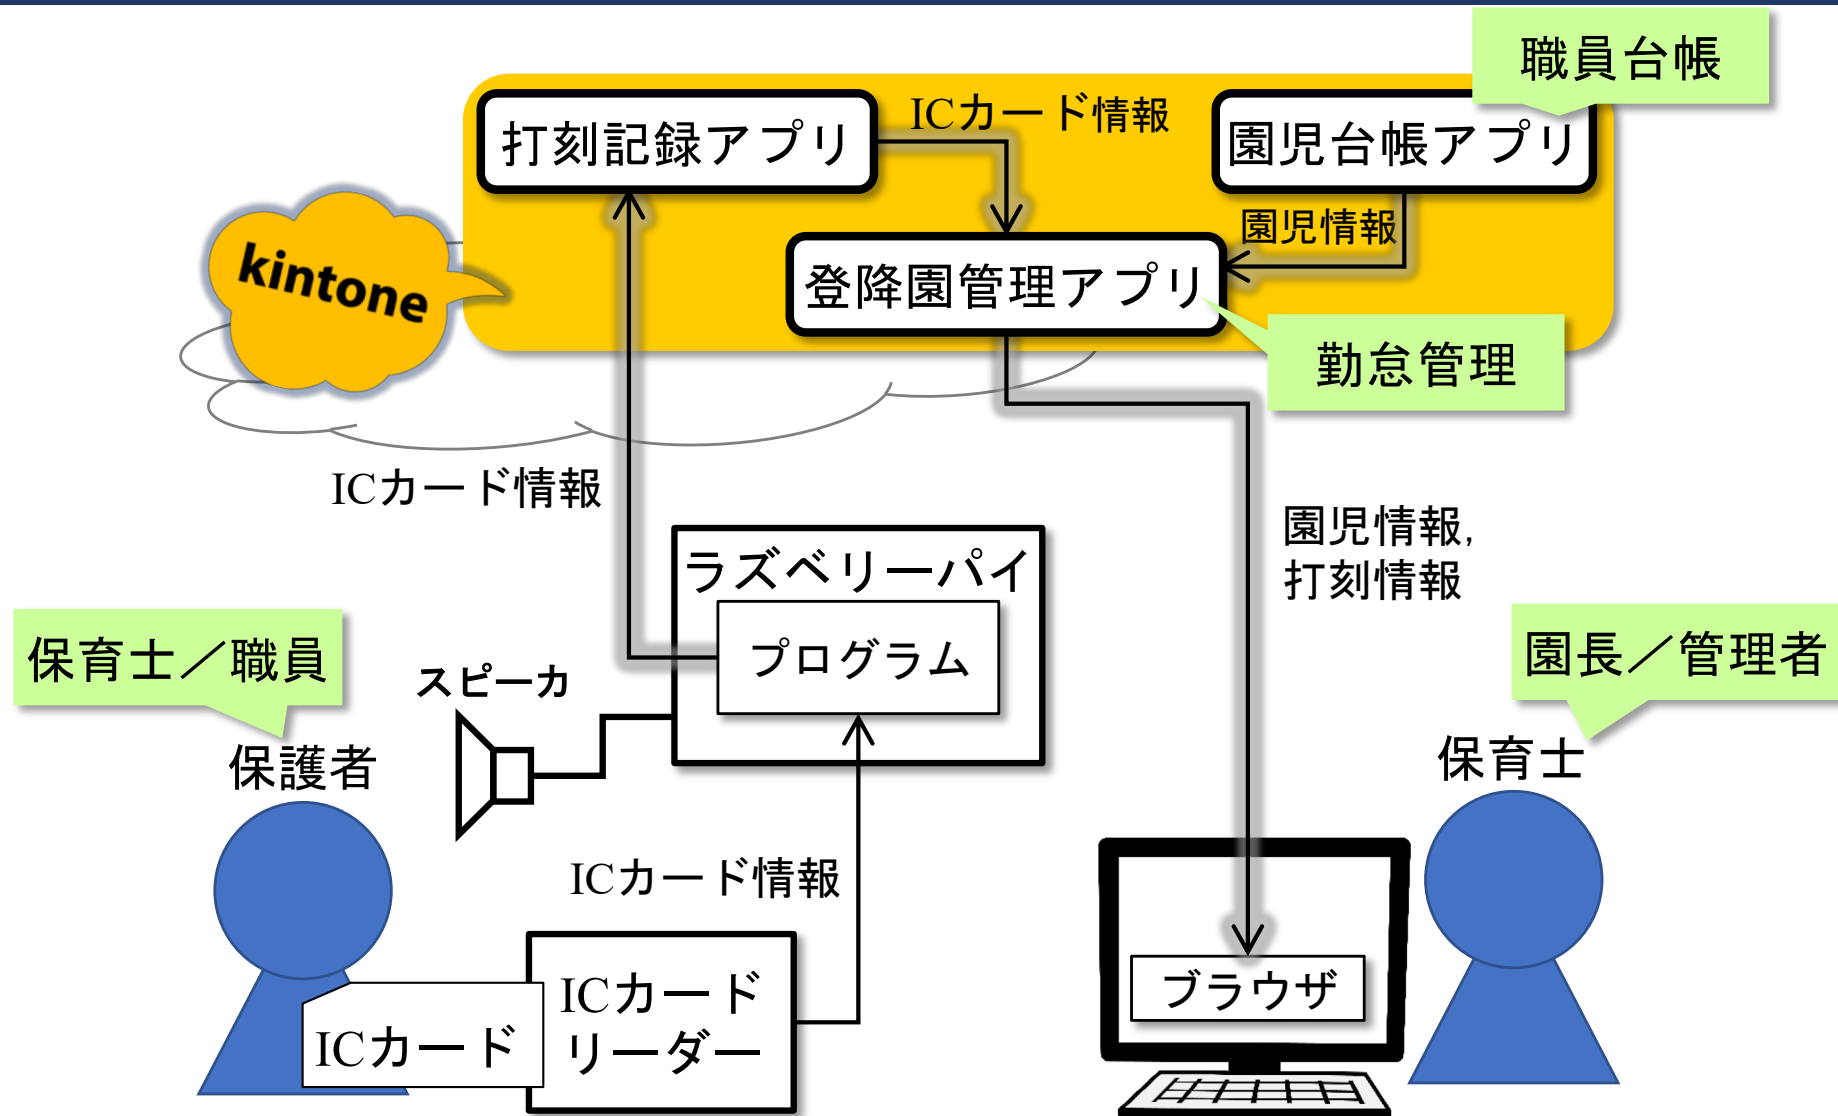 職員台帳
打刻記録アプリ
ICカード情報
園児台帳アプリ
園児情報
kintone
登降園管理アプリ
勤怠管理
ICカード情報
園児情報,
打刻情報
ラズベリーパイ
プログラム
保育士／職員
スピーカ
園長／管理者
保護者
保育士
ICカード情報
ICカード
リーダー
ICカード
ブラウザ